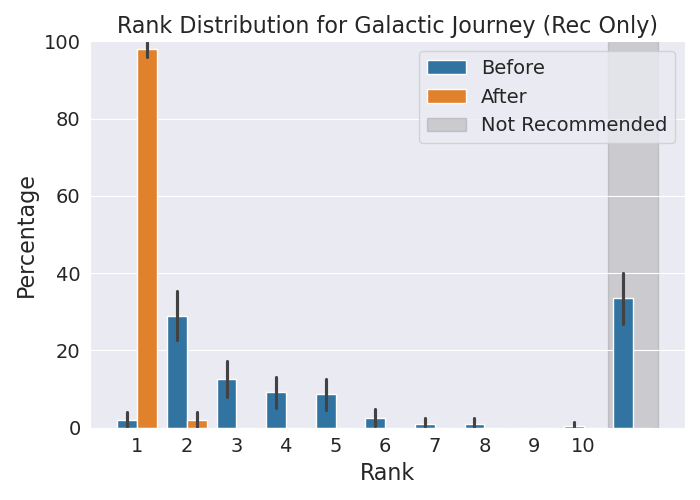 Rank Distribution for Galactic Journey (Rec Only)
Before
After
Not Recommended
Percentage
100
80
60
40
20
0
1 2 3 4 5 6 7 8 9 10
Rank